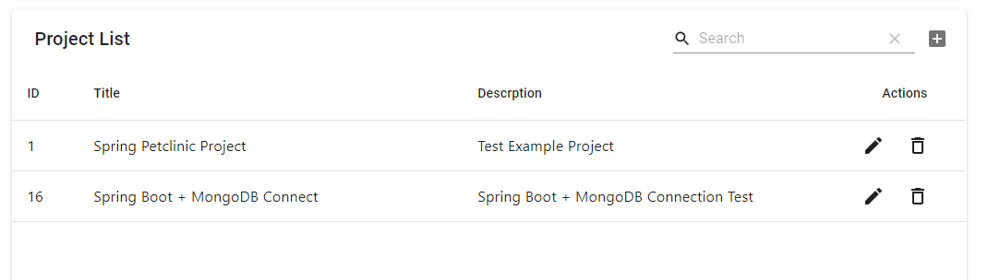 Project List
Search
ID Title Descrption Actions
1 Spring Petclinic Project Test Example Project
16 Spring Boot + MongoDB Connect Spring Boot + MongoDB Connection Test